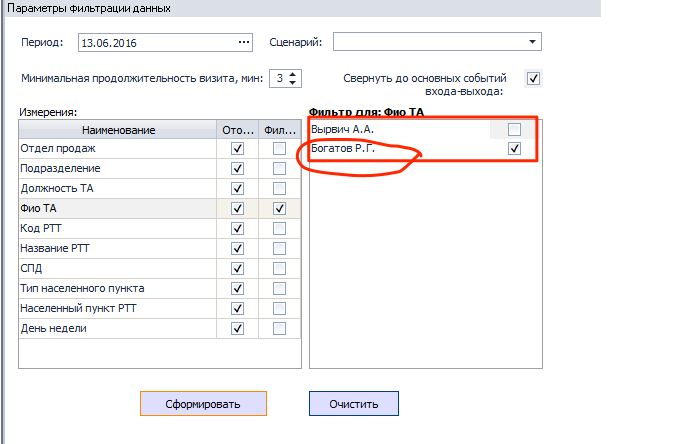 Параметры фильтрации данных
Период: 13.06.2016 ... Сценарий:
Минимальная продолжительность визита, мин: 3 Свернуть до основных событий
входа-выхода:
Измерения: Фильтр для: Фио ТА
Наименование Ото... Фил...
Вырвич А.А.
Отдел продаж Богатов Р.Г.
Подразделение
Должность ТА
Фио ТА
Код РТТ
Название РТТ
СПД
Тип населенного пункта
Населенный пункт РТТ
День недели
Сформировать Очистить